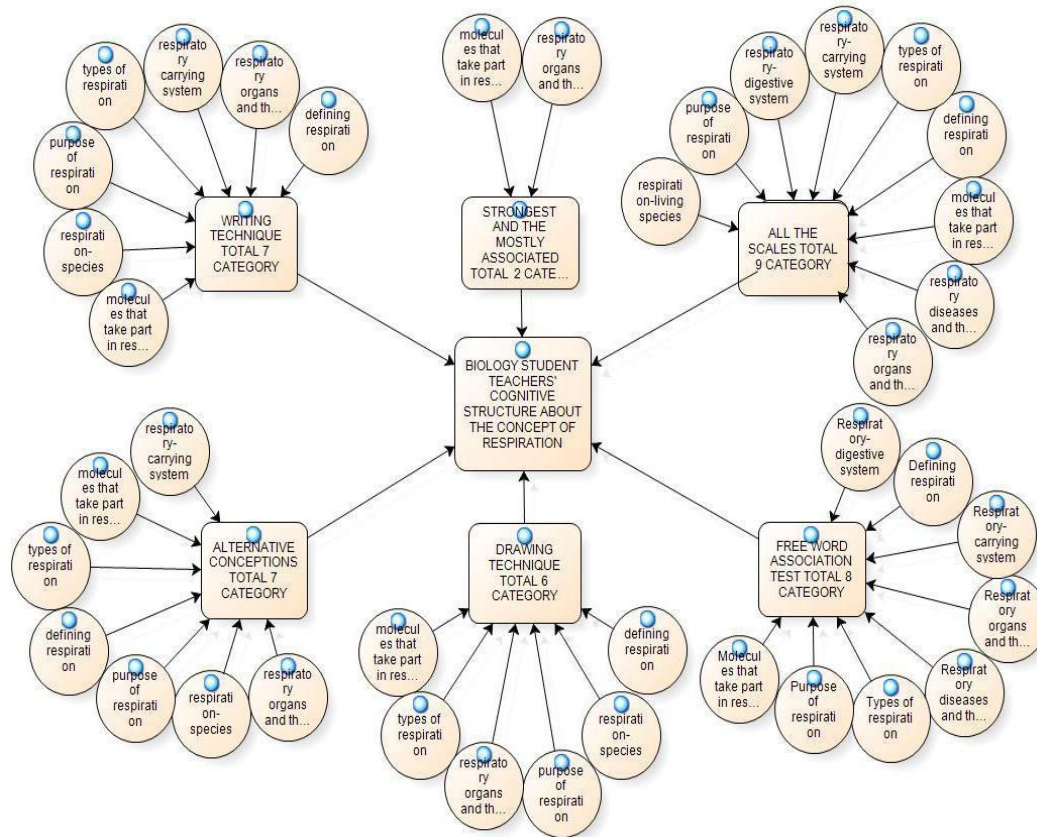 respirato
ry
carrying
system
types of
respirati
on
respirato
ry
organs
and th...
defining
respirati
on
purpose
of
respirati
on
respirati
on-
species
molecul
es that
take part
in res...
WRITING
TECHNIQUE
TOTAL 7
CATEGORY
molecul
es that
take part
in res...
respirato
ry
organs
and th...
STRONGEST
AND THE
MOSTLY
ASSOCIATED
TOTAL 2 CATE...
respirato
ry-
carrying
system
respirato
ry-
digestive
system
types of
respirati
on
purpose
of
respirati
on
defining
respirati
on
respirati
on-living
species
molecul
es that
take part
in res...
respirato
ry
diseases
and th...
respirato
ry
organs
and th...
ALL THE
SCALES TOTAL
9 CATEGORY
BIOLOGY STUDENT
TEACHERS'
COGNITIVE
STRUCTURE ABOUT
THE CONCEPT OF
RESPIRATION
respirato
ry-
carrying
system
molecul
es that
take part
in res...
types of
respirati
on
defining
respirati
on
purpose
of
respirati
on
respirati
on-
species
respirato
ry
organs
and th...
ALTERNATIVE
CONCEPTIONS
TOTAL 7
CATEGORY
DRAWING
TECHNIQUE
TOTAL 6
CATEGORY
molecul
es that
take part
in res...
types of
respirati
on
respirato
ry
organs
and th...
purpose
of
respirati
on
respirati
on-
species
defining
respirati
on
Respirat
ory-
digestive
system
Defining
respirati
on
Respirat
ory-
carrying
system
Respirat
ory
organs
and th...
Respirat
ory
diseases
and th...
Types of
respirati
on
Purpose
of
respirati
on
Molecul
es that
take part
in res...
FREE WORD
ASSOCIATION
TEST TOTAL 8
CATEGORY